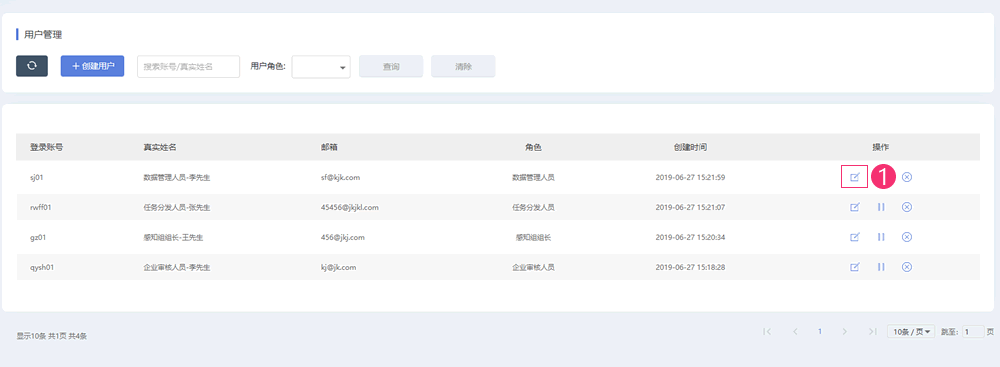 用户管理
+ 创建用户 搜索账号/真实姓名 用户角色: 查询 清除
登录账号 真实姓名 邮箱 角色 创建时间 操作
sj01 数据管理人员-李先生 sf@kjk.com 数据管理人员 2019-06-27 15:21:59 1
rwff01 任务分发人员-张先生 45456@jkjkl.com 任务分发人员 2019-06-27 15:21:07
gz01 感知组组长-王先生 456@jkj.com 感知组组长 2019-06-27 15:20:34
qysh01 企业审核人员-李先生 kj@jk.com 企业审核人员 2019-06-27 15:18:28
显示10条 共1页 共4条 1 10条 / 页 跳至: 1 页